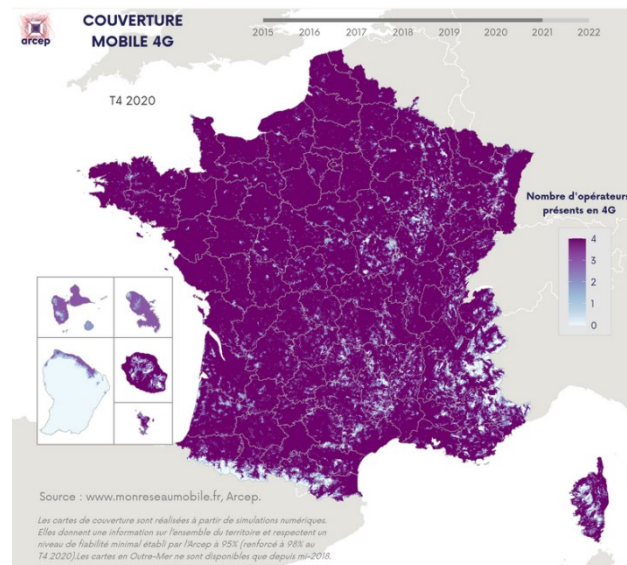 arcep
COUVERTURE
MOBILE 4G
2015 2016 2017 2018 2019 2020 2021 2022
T4 2020
Nombre d'opérateurs
présents en 4G
4
3
2
1
0
Source : www.monreseaumobile.fr, Arcep.
Les cartes de couverture sont réalisées à partir de simulations numériques.
Elles donnent une information sur l'ensemble du territoire et respectent un
niveau de fiabilité minimal établi par l'Arcep à 95% (renforcé à 98% au
T4 2020).Les cartes en Outre-Mer ne sont disponibles que depuis mi-2018.